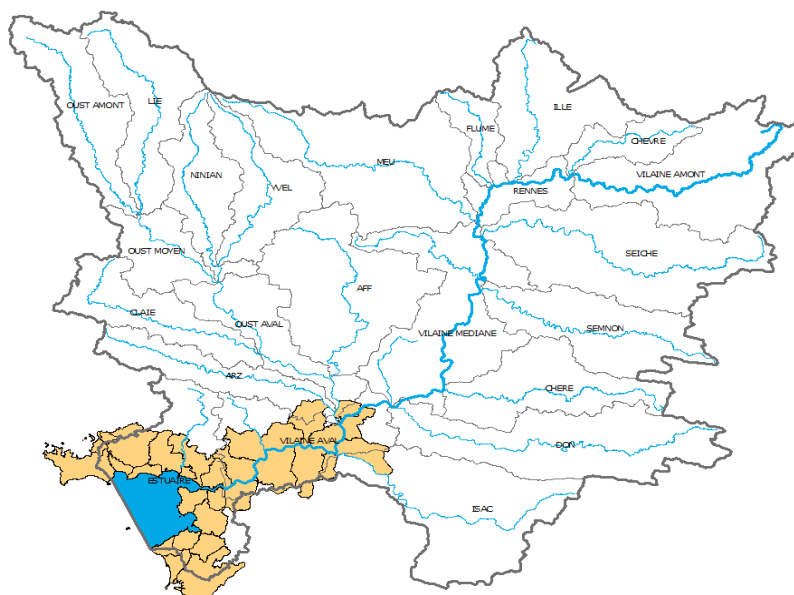 OUST AMONT
LIE
ILLE
FLUME
CHEVRE
MEU
NINIAN
YVEL
VILAINE AMONT
RENNES
OUST MOYEN
SEICHE
AFF
CLAIE
OUST AVAL
VILAINE MEDIANE
SEMNON
ARZ
CHERE
VILAINE AVAL
DON
ESTUAIRE
ISAC